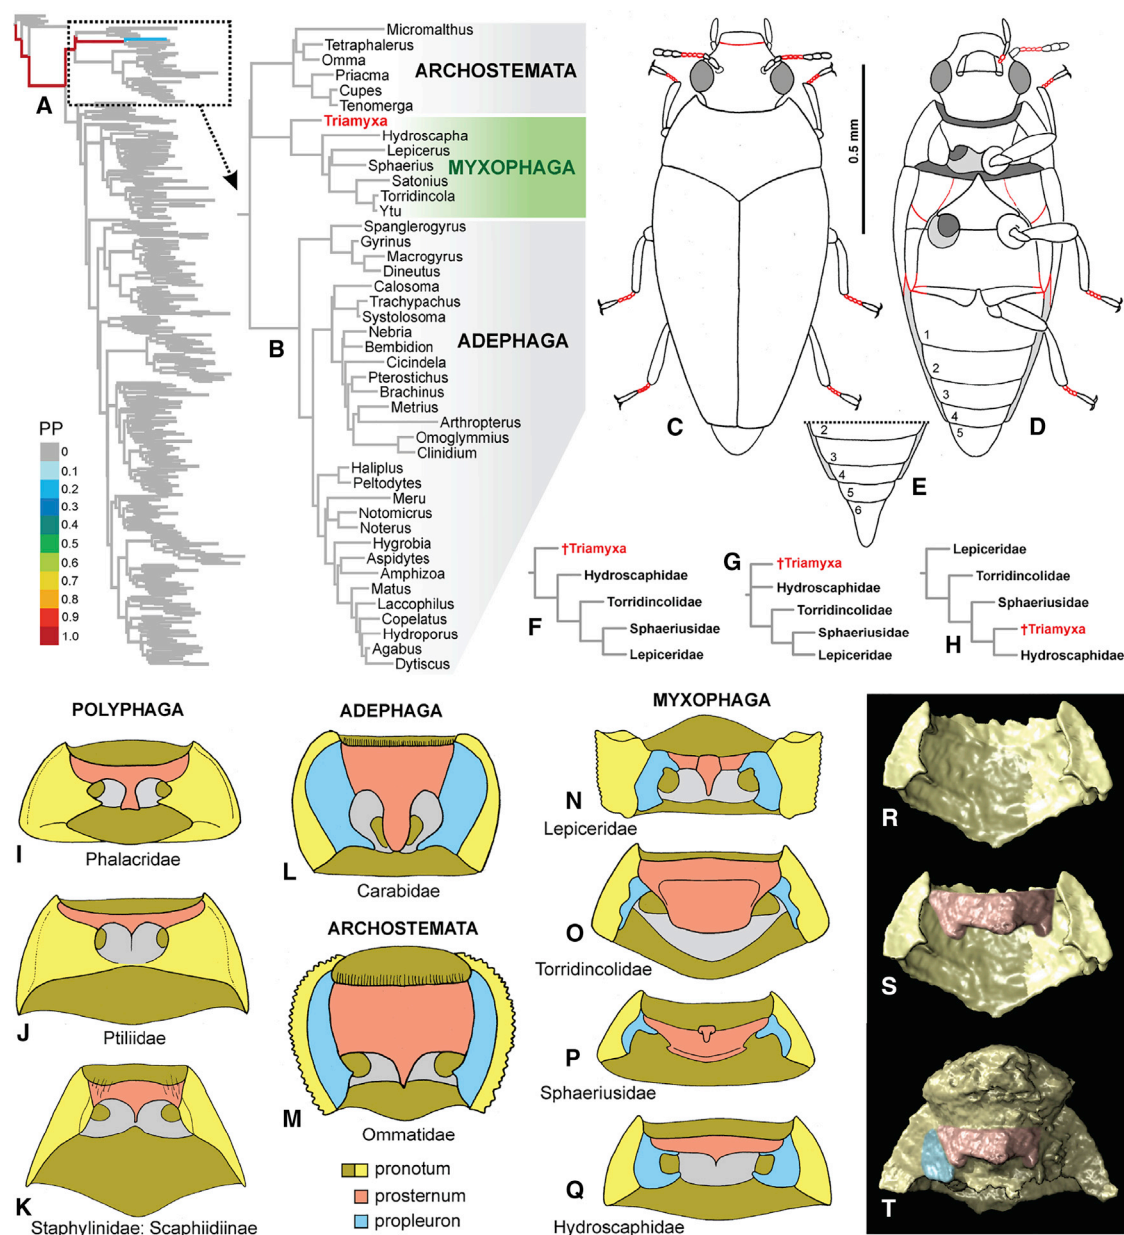 A
B
Micromalthus
Tetraphalerus
Omma
Priacma
Cupes
Tenomerga
ARCHOSTEMATA
Triamyxa
Hydroscapha
Lepicerus
Sphaerius
Satonius
Torridincola
Ytu
MYXOPHAGA
Spanglerogyrus
Gyrinus
Macrogyrus
Dineutus
Calosoma
Trachypachus
Systolosoma
Nebria
Bembidion
Cicindela
Pterostichus
Brachinus
Metrius
Arthropterus
Omoglymmius
Clinidium
ADEPHAGA
Haliplus
Peltodytes
Meru
Notomicrus
Noterus
Hygrobia
Aspidytes
Amphizoa
Matus
Laccophilus
Copelatus
Hydroporus
Agabus
Dytiscus
PP
0
0.1
0.2
0.3
0.4
0.5
0.6
0.7
0.8
0.9
1.0
C
0.5 mm
D
1
2
3
4
5
E
2
3
4
5
6
F
†Triamyxa
Hydroscaphidae
Torridincolidae
Sphaeriusidae
Lepiceridae
G
†Triamyxa
Hydroscaphidae
Torridincolidae
Sphaeriusidae
Lepiceridae
H
Lepiceridae
Torridincolidae
Sphaeriusidae
†Triamyxa
Hydroscaphidae
POLYPHAGA
I
Phalacridae
J
Ptiliidae
K
Staphylinidae: Scaphidiinae
ADEPHAGA
L
Carabidae
ARCHOSTEMATA
M
Ommatidae
pronotum
prosternum
propleuron
MYXOPHAGA
N
Lepiceridae
O
Torridincolidae
P
Sphaeriusidae
Q
Hydroscaphidae
R
S
T